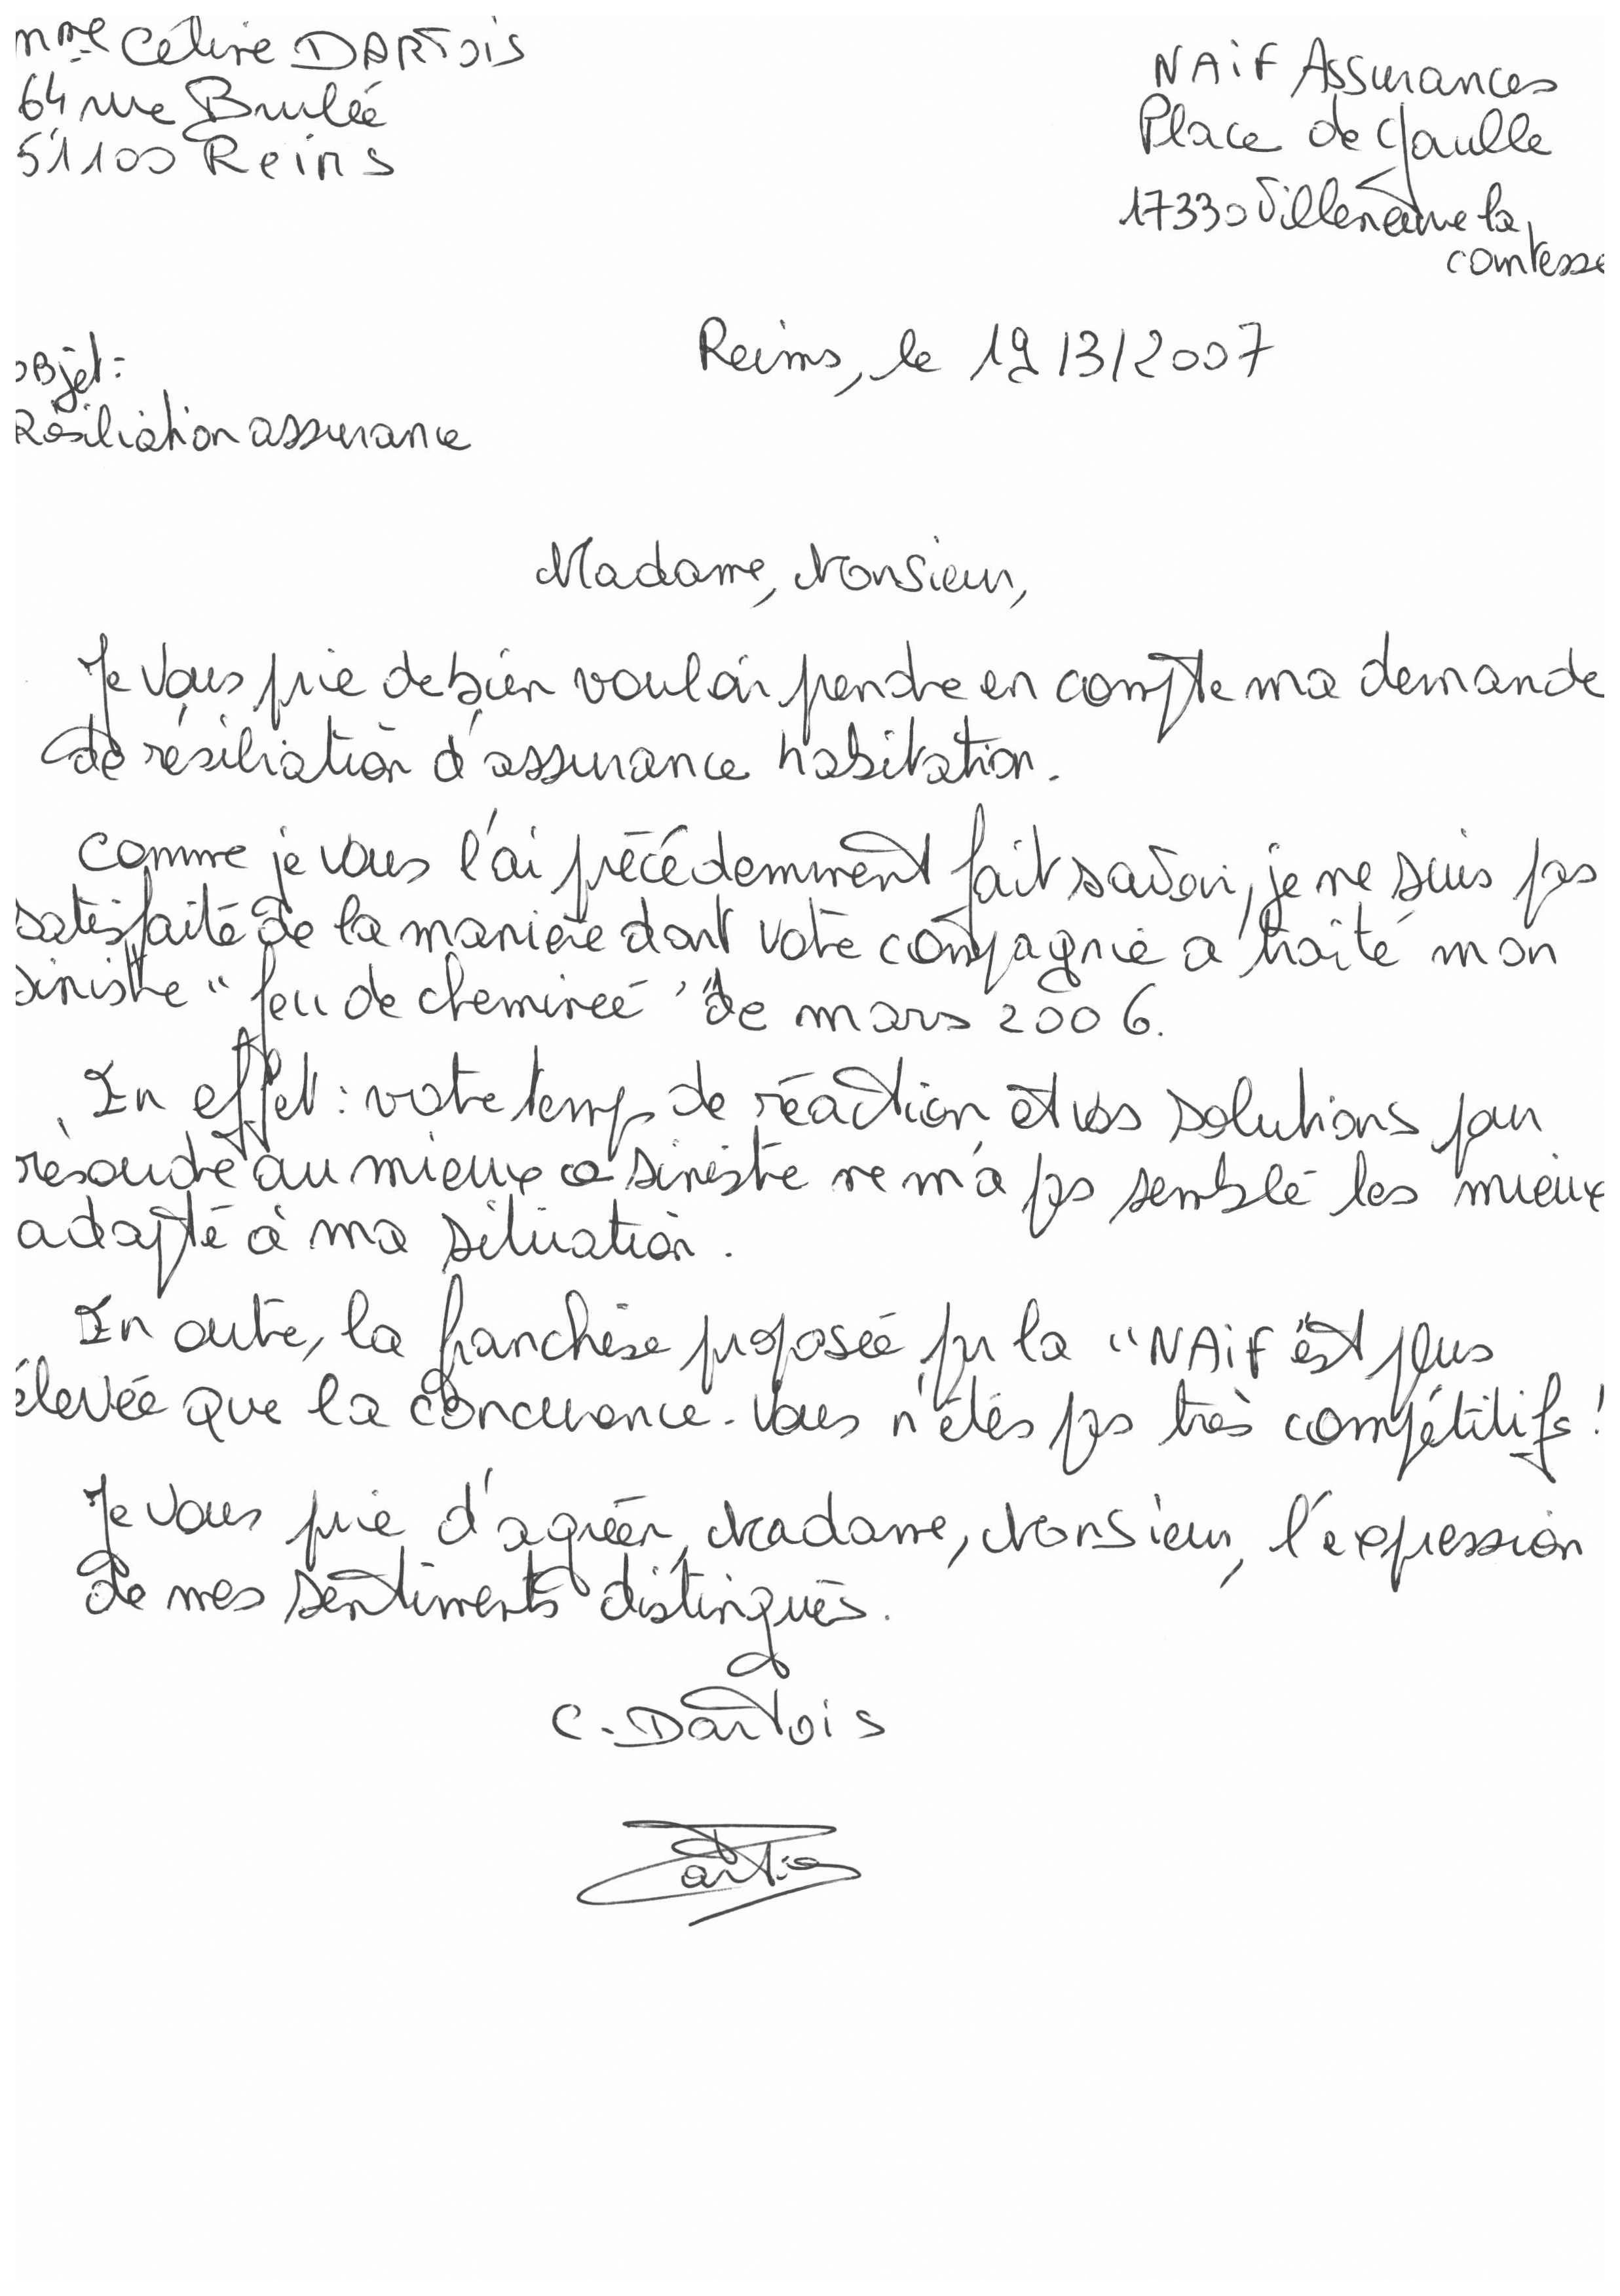 Mme Céline DARTOIS
64 rue Brulée
51100 Reims
NAiF Assurances
Place de Gaulle
17330 Villeneuve la
comtesse
Reims, le 19/3/2007
objet:
Résiliation assurance
Madame, Monsieur,
Je vous prie de bien vouloir prendre en compte ma demande
de résiliation d'assurance habitation.
Comme je vous l'ai précédemment fait savoir, je ne suis pas
satisfaite de la manière dont votre compagnie a traité mon
sinistre "feu de cheminée" de mars 2006.
En effet : votre temps de réaction et vos solutions pour
résoudre au mieux ce sinistre ne m'a pas semblé les mieux
adapté à ma situation.
En outre, la franchise proposée par la "NAiF" est plus
élevée que la concurrence. Vous n'êtes pas très compétitifs !
Je vous prie d'agréer, Madame, Monsieur, l'expression
de mes sentiments distingués.
C. Dartois